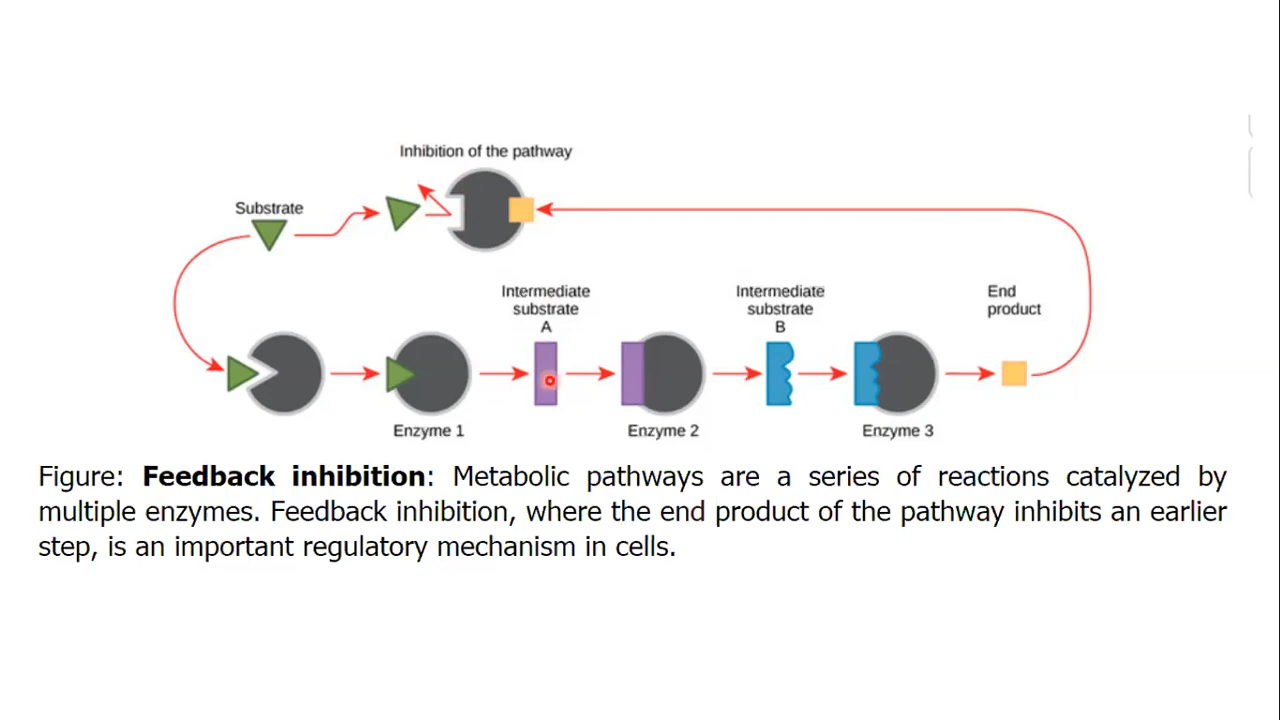 Inhibition of the pathway
Substrate
Intermediate
substrate
A
Intermediate
substrate
B
End
product
Enzyme 1
Enzyme 2
Enzyme 3
Figure: Feedback inhibition: Metabolic pathways are a series of reactions catalyzed by
multiple enzymes. Feedback inhibition, where the end product of the pathway inhibits an earlier
step, is an important regulatory mechanism in cells.